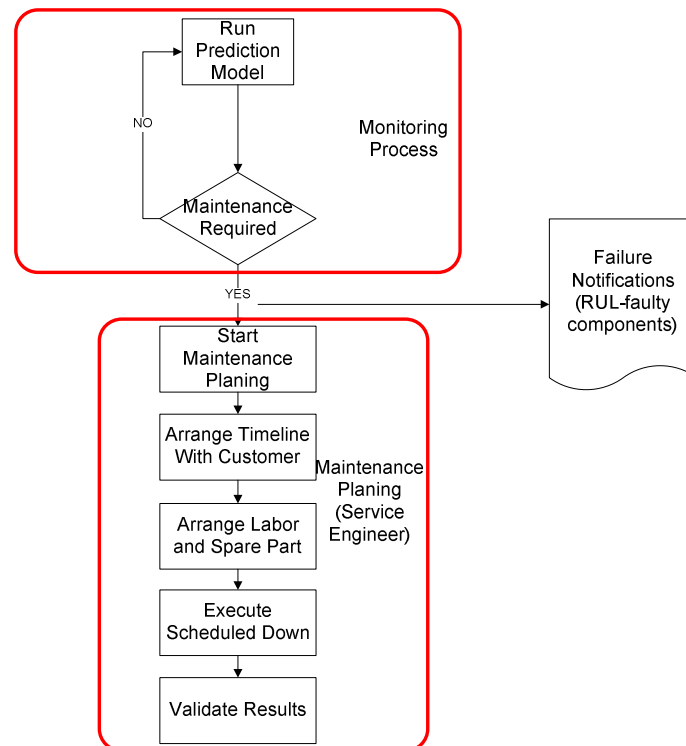 Run
Prediction
Model
NO
Monitoring
Process
Maintenance
Required
YES
Failure
Notifications
(RUL-faulty
components)
Start
Maintenance
Planing
Arrange Timeline
With Customer
Maintenance
Planing
(Service
Engineer)
Arrange Labor
and Spare Part
Execute
Scheduled Down
Validate Results